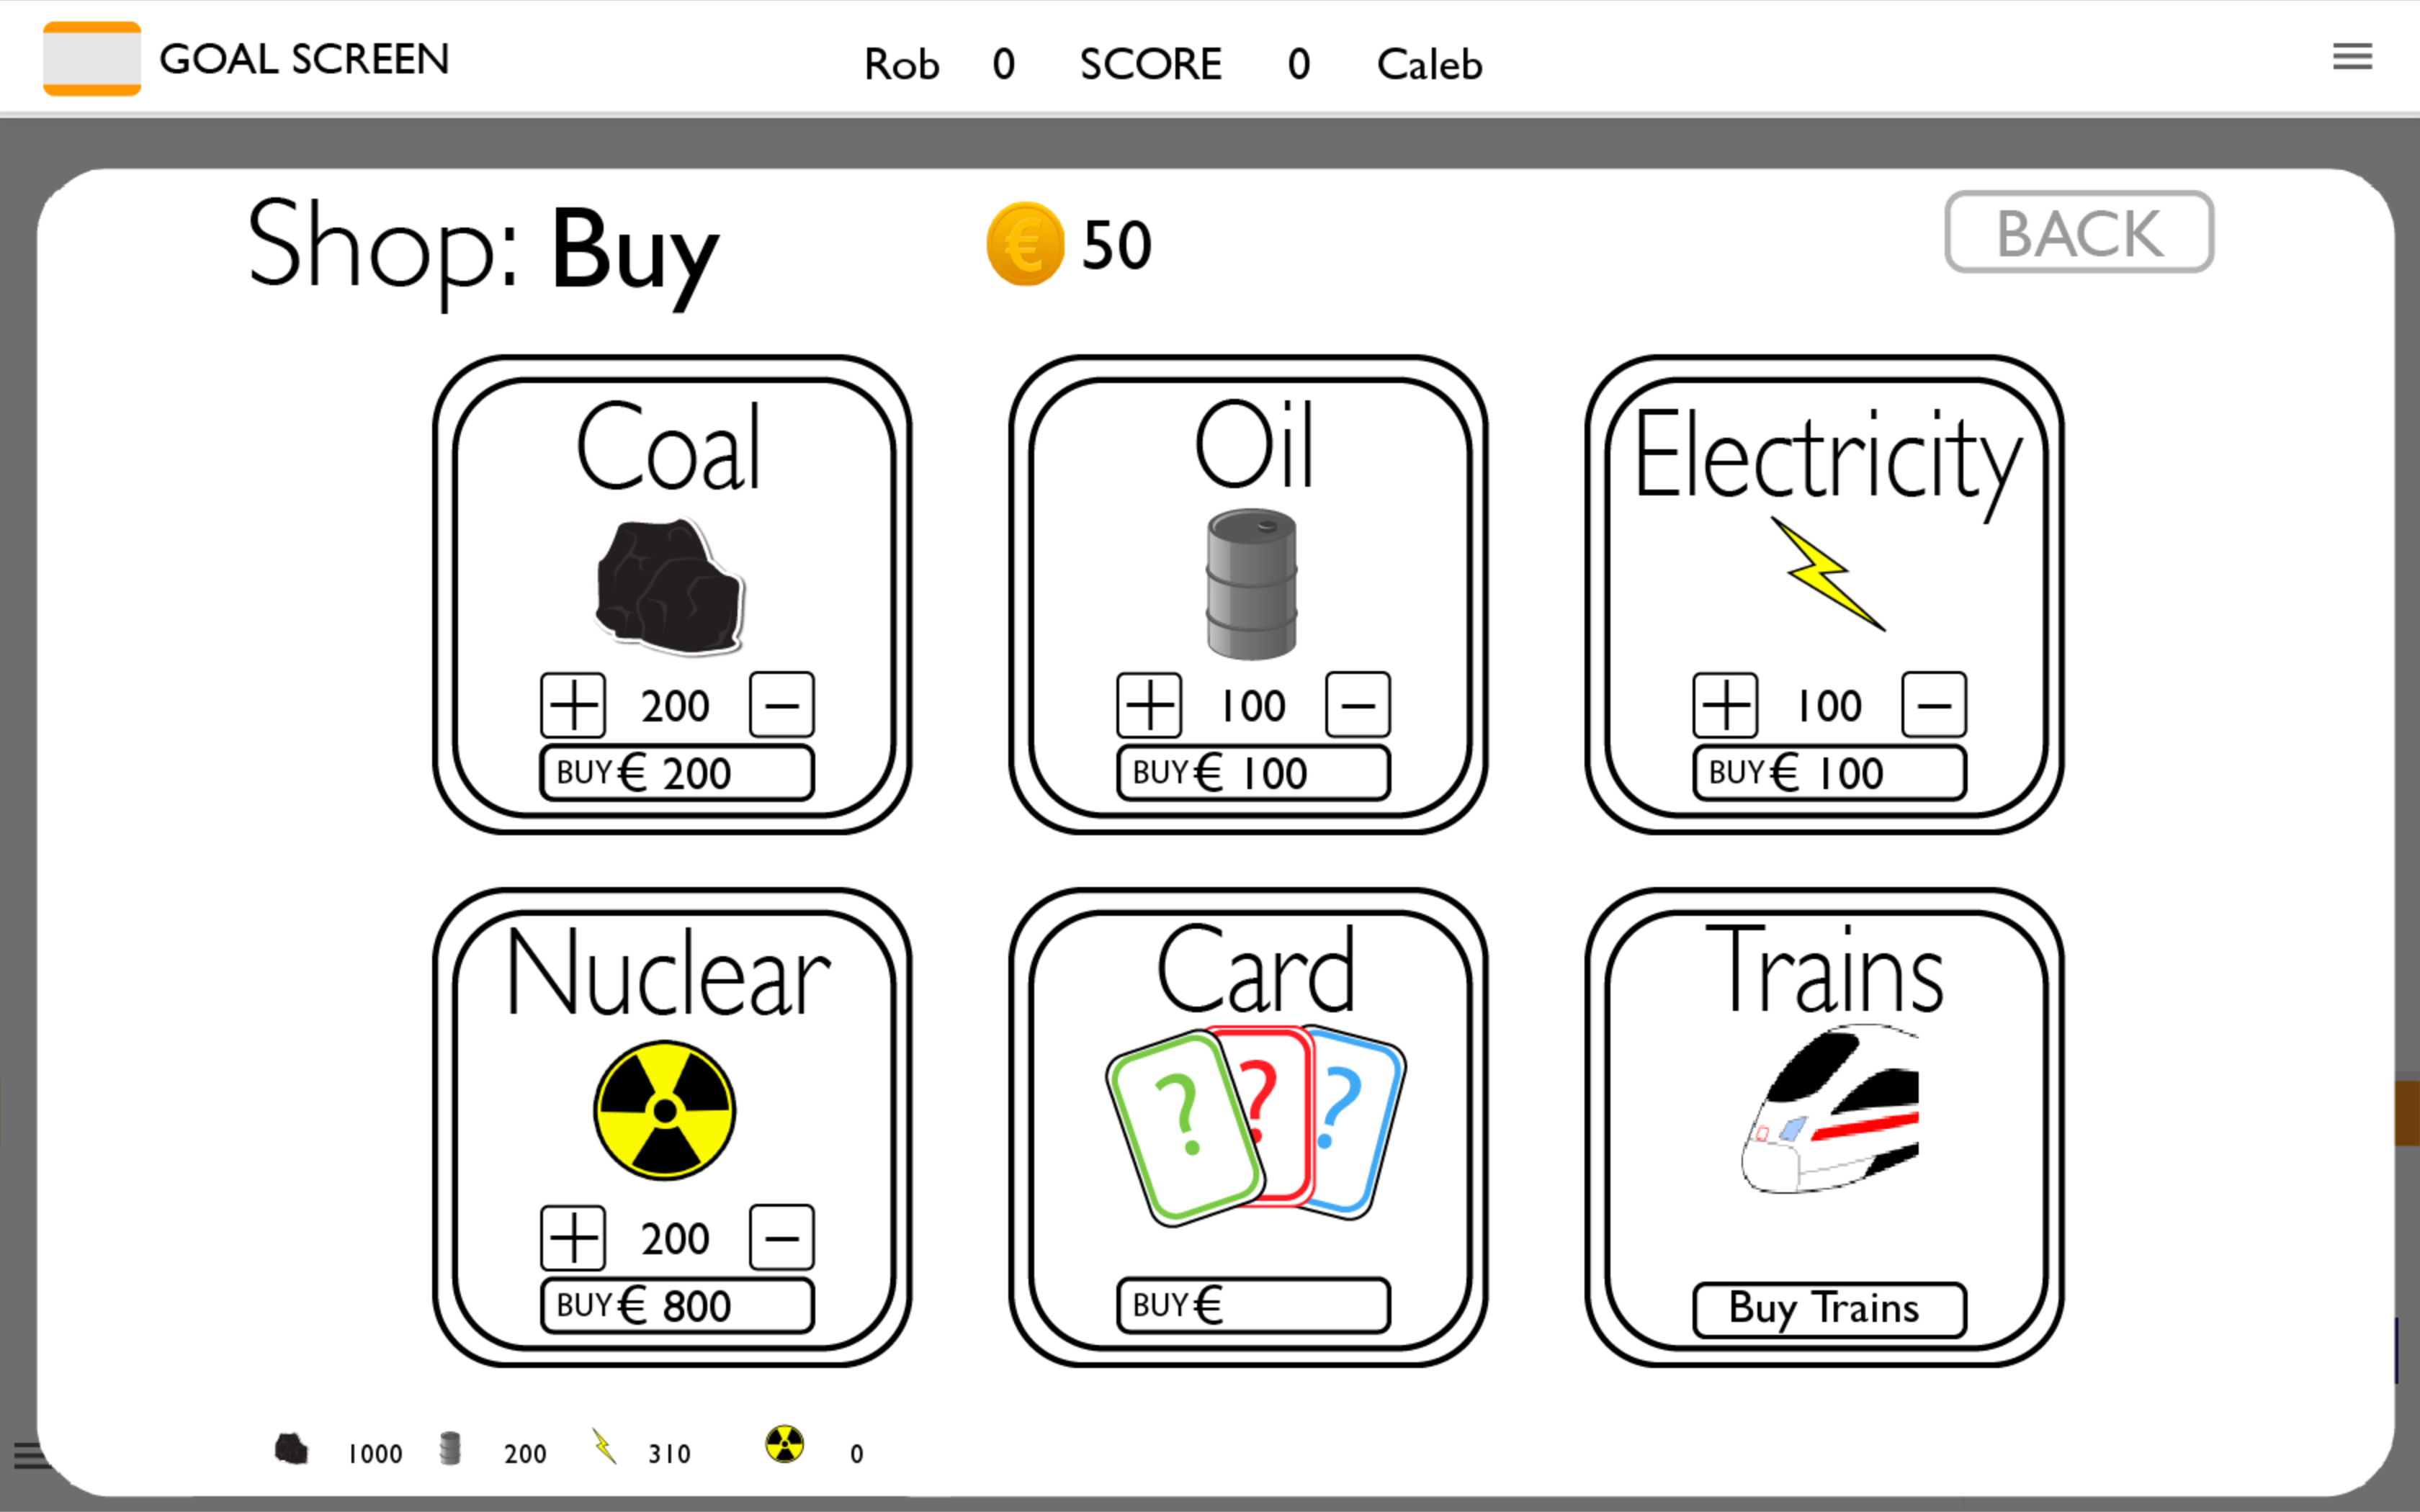 GOAL SCREEN
Rob 0 SCORE 0 Caleb
Shop: Buy
€ 50
BACK
Coal
+ 200 −
BUY € 200
Oil
+ 100 −
BUY € 100
Electricity
+ 100 −
BUY € 100
Nuclear
+ 200 −
BUY € 800
Card
? ? ?
BUY €
Trains
Buy Trains
1000 200 310 0